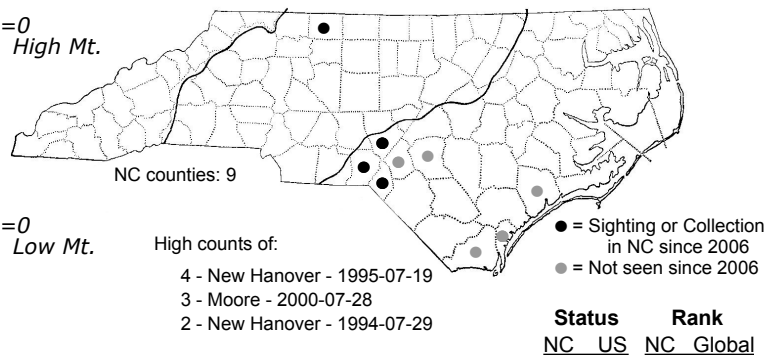 =0
High Mt.
NC counties: 9
=0
Low Mt.
High counts of:
4 - New Hanover - 1995-07-19
3 - Moore - 2000-07-28
2 - New Hanover - 1994-07-29
● = Sighting or Collection
in NC since 2006
● = Not seen since 2006
Status Rank
NC US NC Global